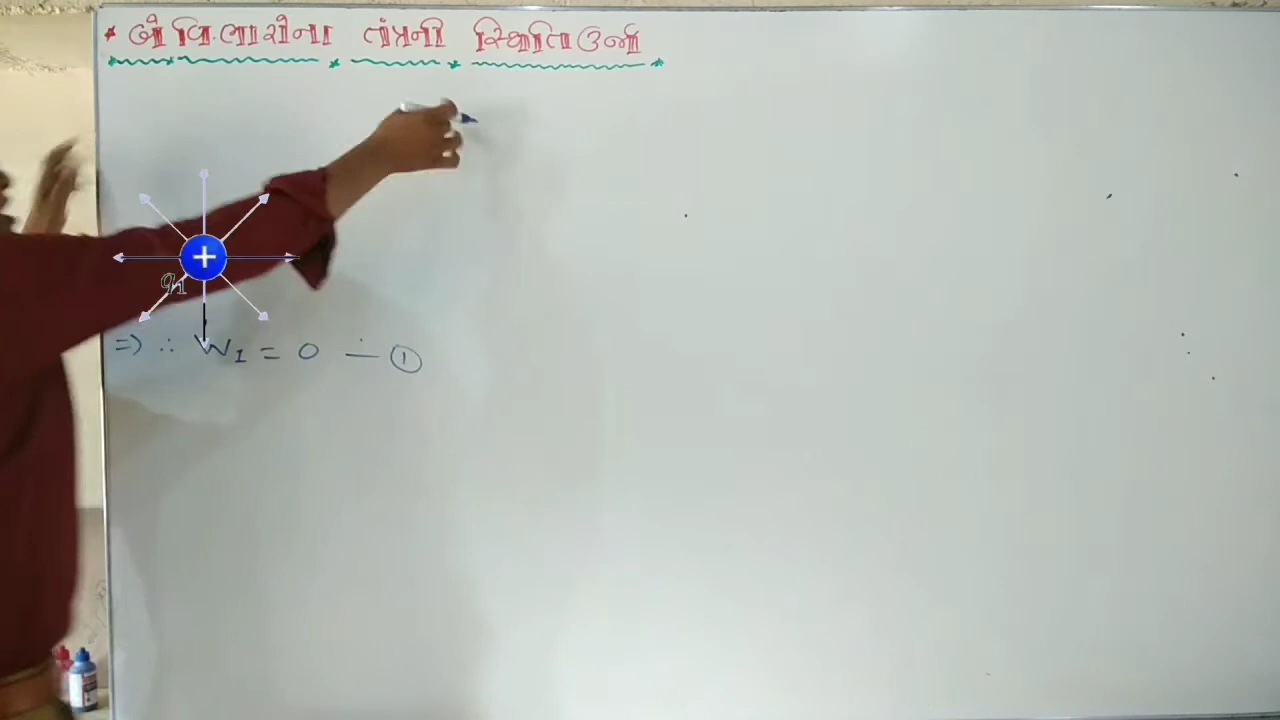 * બે વિ.ભારોના તંત્રની સ્થિતિઉર્જા
+
q1
=> ∴ W1 = 0 — ①